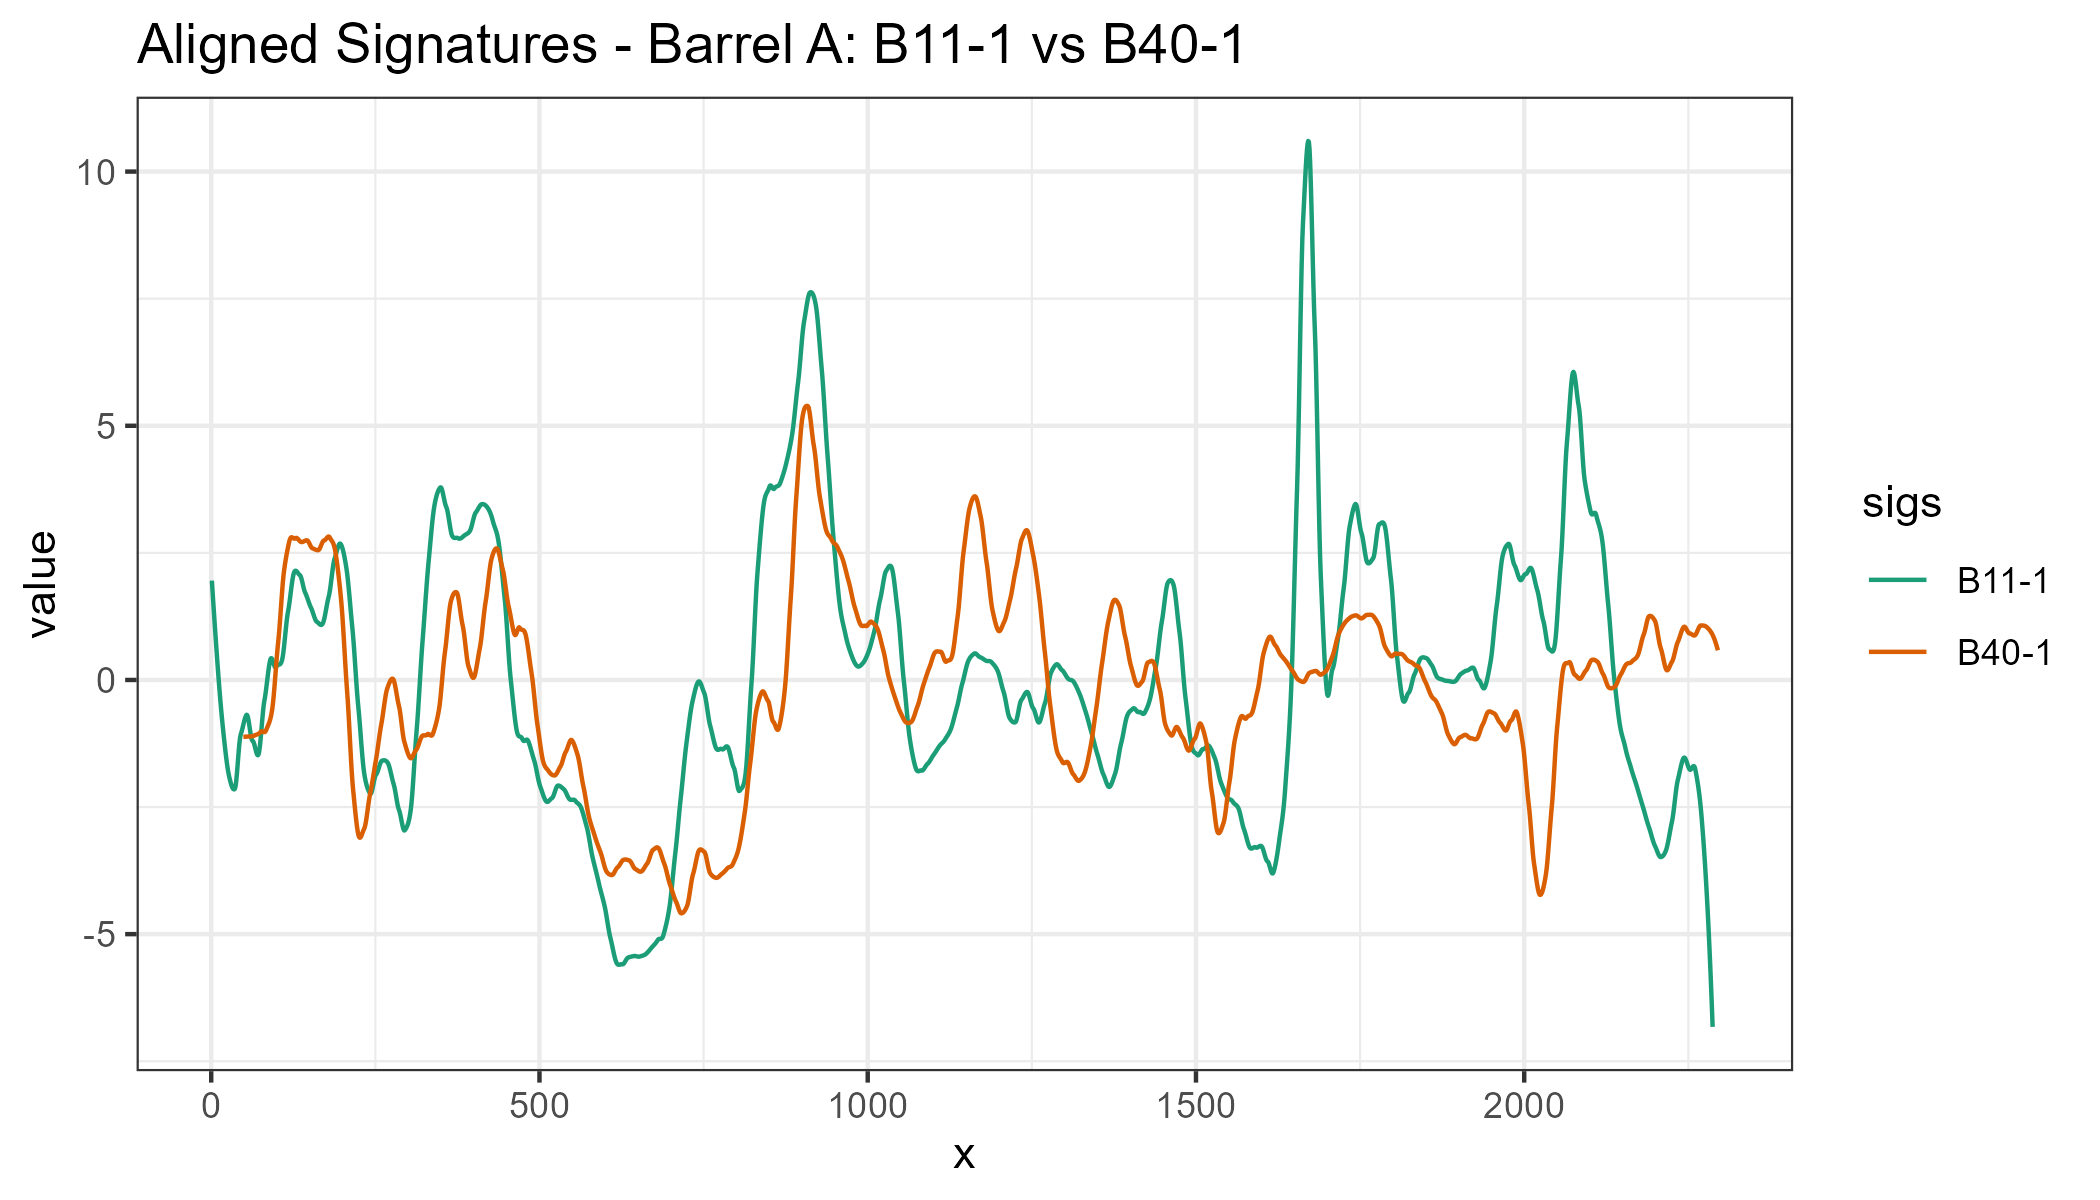 Aligned Signatures - Barrel A: B11-1 vs B40-1
value
10
5
0
-5
0 500 1000 1500 2000
x
sigs
B11-1
B40-1